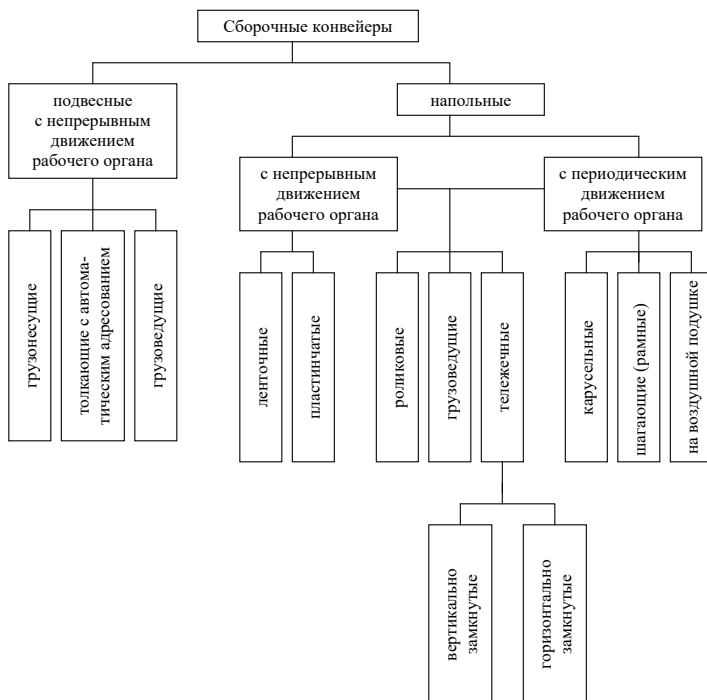 Сборочные конвейеры
подвесные
с непрерывным
движением
рабочего органа
напольные
с непрерывным
движением
рабочего органа
с периодическим
движением
рабочего органа
грузонесущие
толкающие с автома-
тическим адресованием
грузоведущие
ленточные
пластинчатые
роликовые
грузоведущие
тележечные
карусельные
шагающие (рамные)
на воздушной подушке
вертикально
замкнутые
горизонтально
замкнутые